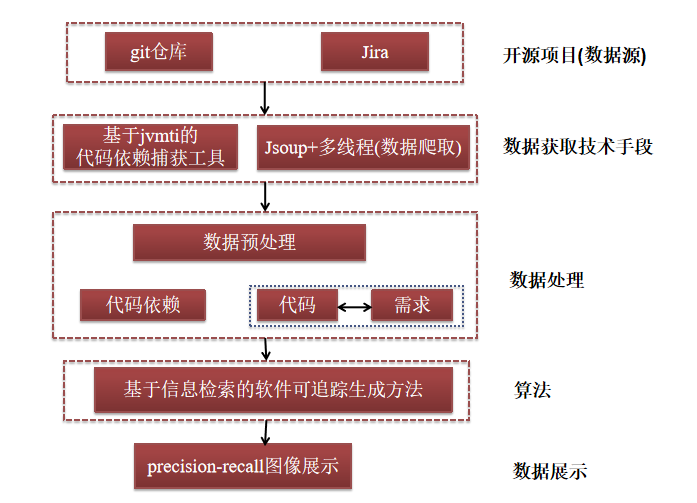 git仓库
Jira
开源项目(数据源)
基于jvmti的
代码依赖捕获工具
Jsoup+多线程(数据爬取)
数据获取技术手段
数据预处理
数据处理
代码依赖
代码
需求
基于信息检索的软件可追踪生成方法
算法
precision-recall图像展示
数据展示